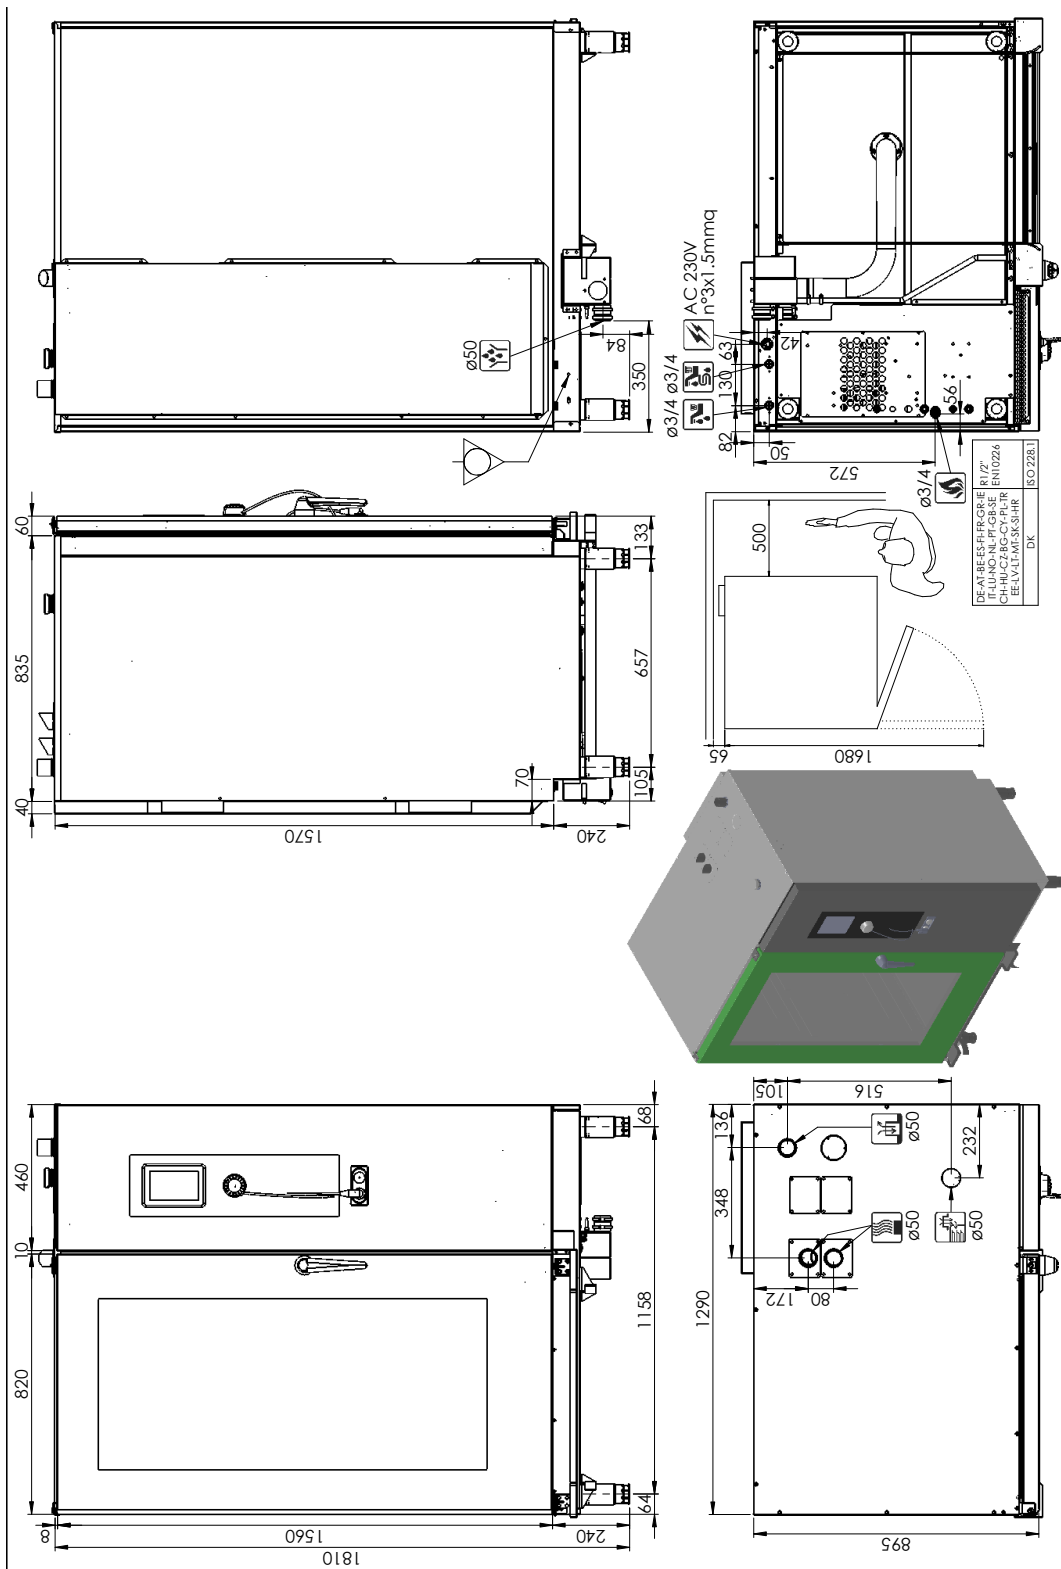 ø50
84
350
AC 230V
n°3x1.5mmq
ø3/4
ø3/4
63
130
82
42
50
572
56
ø3/4
DE-AT-BE-ES-FI-FR-GR-IE
IT-LU-NO-NL-PT-GB-SE
CH-HU-CZ-BG-CY-PL-TR
EE-LV-LT-MT-SK-SI-HR
R1/2"
EN10226
DK
ISO 228.1
60
835
40
133
657
105
70
1570
240
500
65
1680
460
10
820
68
1158
64
8
1560
240
1810
105
516
136
348
1290
172
80
232
ø50
ø50
ø50
895